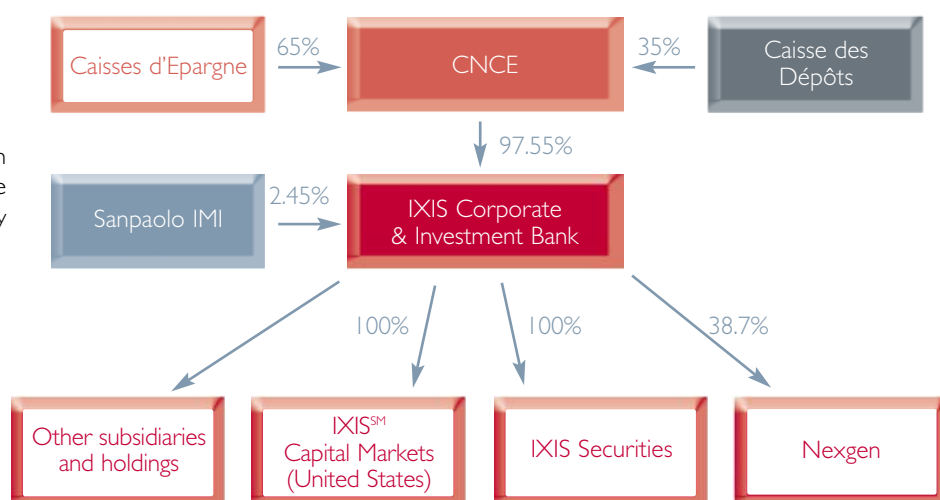 Caisses d'Epargne
65%
CNCE
35%
Caisse des
Dépôts
97.55%
Sanpaolo IMI
2.45%
IXIS Corporate
& Investment Bank
100%
100%
38.7%
Other subsidiaries
and holdings
IXIS℠
Capital Markets
(United States)
IXIS Securities
Nexgen